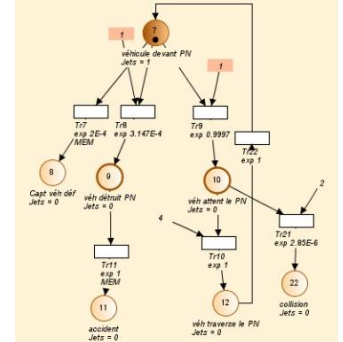 1
7
véhicule devant PN
Jets = 1
1
Tr7
exp 2E-4
MEM
Tr8
exp 3.147E-4
Tr9
exp 0.9997
Tr22
exp 1
8
Capt véh déf
Jets = 0
9
véh détruit PN
Jets = 0
10
véh attent le PN
Jets = 0
2
4
Tr11
exp 1
MEM
Tr10
exp 1
Tr21
exp 2.85E-6
11
accident
Jets = 0
12
véh traverse le PN
Jets = 0
22
collision
Jets = 0